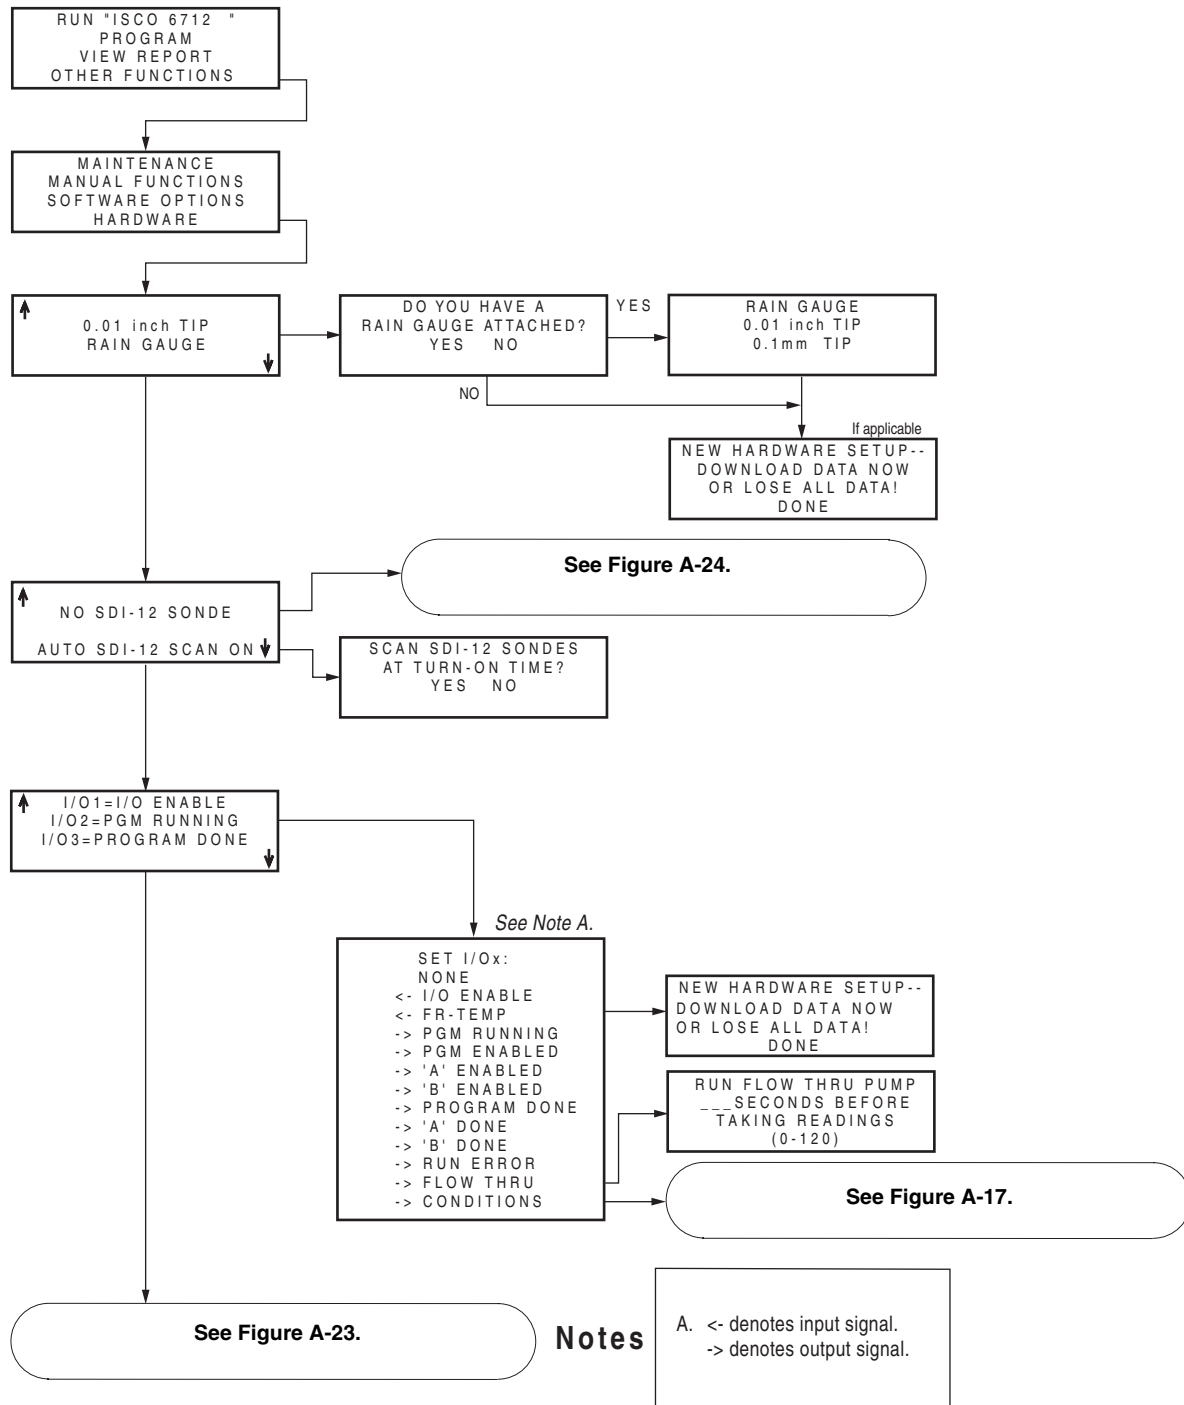 RUN "ISCO 6712 "
PROGRAM
VIEW REPORT
OTHER FUNCTIONS
MAINTENANCE
MANUAL FUNCTIONS
SOFTWARE OPTIONS
HARDWARE
0.01 inch TIP
RAIN GAUGE
DO YOU HAVE A
RAIN GAUGE ATTACHED?
YES NO
YES
RAIN GAUGE
0.01 inch TIP
0.1mm TIP
NO
If applicable
NEW HARDWARE SETUP--
DOWNLOAD DATA NOW
OR LOSE ALL DATA!
DONE
See Figure A-24.
NO SDI-12 SONDE
AUTO SDI-12 SCAN ON
SCAN SDI-12 SONDES
AT TURN-ON TIME?
YES NO
I/O1=I/O ENABLE
I/O2=PGM RUNNING
I/O3=PROGRAM DONE
See Note A.
SET I/Ox:
NONE
<- I/O ENABLE
<- FR-TEMP
-> PGM RUNNING
-> PGM ENABLED
-> 'A' ENABLED
-> 'B' ENABLED
-> PROGRAM DONE
-> 'A' DONE
-> 'B' DONE
-> RUN ERROR
-> FLOW THRU
-> CONDITIONS
NEW HARDWARE SETUP--
DOWNLOAD DATA NOW
OR LOSE ALL DATA!
DONE
RUN FLOW THRU PUMP
___SECONDS BEFORE
TAKING READINGS
(0-120)
See Figure A-17.
See Figure A-23.
Notes
A. <- denotes input signal.
-> denotes output signal.